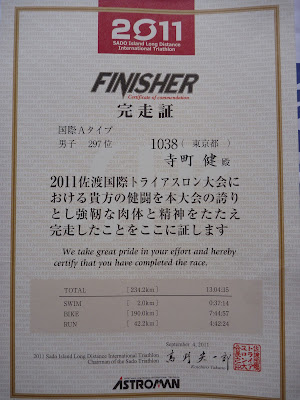 2011
SADO Island Long Distance
International Triathlon
FINISHER
Certificate of commendation
完走証
国際Aタイプ
男子 297位 1038 ( 東京都 )
寺町 健 殿
2011佐渡国際トライアスロン大会に
おける貴方の健闘を本大会の誇り
とし強靭な肉体と精神をたたえ
完走したことをここに証します
We take great pride in your effort and hereby
certify that you have completed the race.
TOTAL [ 234.2km] 13:04:15
SWIM [ 2.0km] 0:37:14
BIKE [ 190.0km] 7:44:57
RUN [ 42.2km] 4:42:24
September 4, 2011
2011 Sado Island Long Distance International Triathlon
Chairman of the Sado Triathlon
ASTROMAN